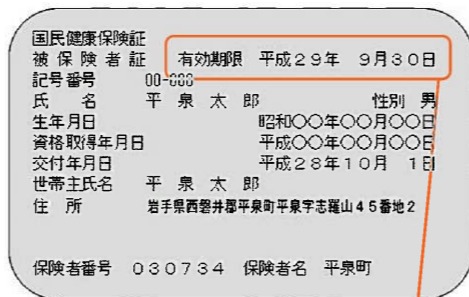 国民健康保険証
被保険者証 有効期限 平成29年 9月30日
記号番号 00-000
氏 名 平 泉 太 郎 性別 男
生年月日 昭和〇〇年〇〇月〇〇日
資格取得年月日 平成〇〇年〇〇月〇〇日
交付年月日 平成28年10月 1日
世帯主氏名 平 泉 太 郎
住 所 岩手県西磐井郡平泉町平泉字志羅山45番地2
保険者番号 030734 保険者名 平泉町